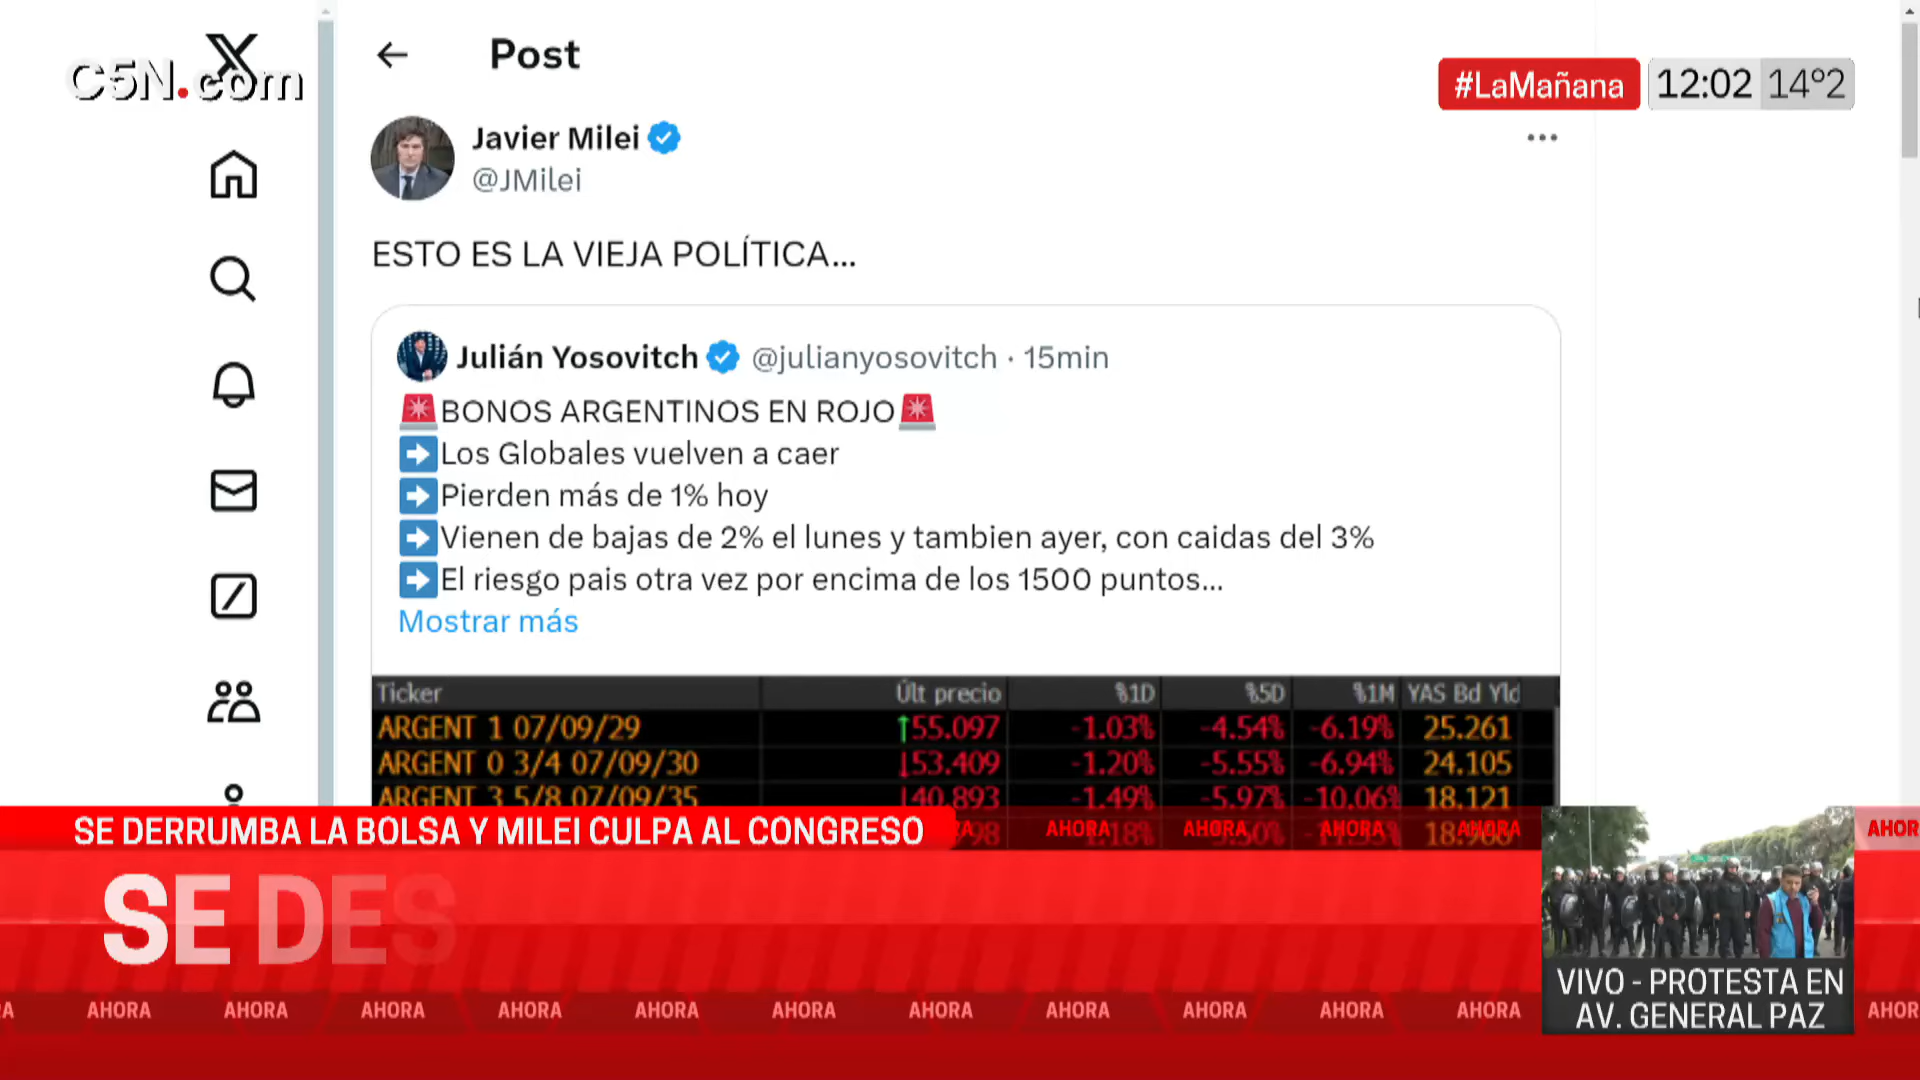 C5N.com
Post
#LaMañana 12:02 14º2
Javier Milei
@JMilei
ESTO ES LA VIEJA POLÍTICA...
Julián Yosovitch @julianyosovitch · 15min
BONOS ARGENTINOS EN ROJO
Los Globales vuelven a caer
Pierden más de 1% hoy
Vienen de bajas de 2% el lunes y tambien ayer, con caidas del 3%
El riesgo pais otra vez por encima de los 1500 puntos...
Mostrar más
Ticker Últ precio %1D %5D %1M YAS Bd Yld
ARGENT 1 07/09/29 ↑55.097 -1.03% -4.54% -6.19% 25.261
ARGENT 0 3/4 07/09/30 ↓53.409 -1.20% -5.55% -6.94% 24.105
ARGENT 3 5/8 07/09/35 ↓40.893 -1.49% -5.97% -10.06% 18.121
SE DERRUMBA LA BOLSA Y MILEI CULPA AL CONGRESO
AHORA AHORA AHORA AHORA AHOR
SE DES
VIVO - PROTESTA EN
AV. GENERAL PAZ
RA AHORA AHORA AHORA AHORA AHORA AHORA AHORA AHORA AHORA AHORA AHORA AHOR